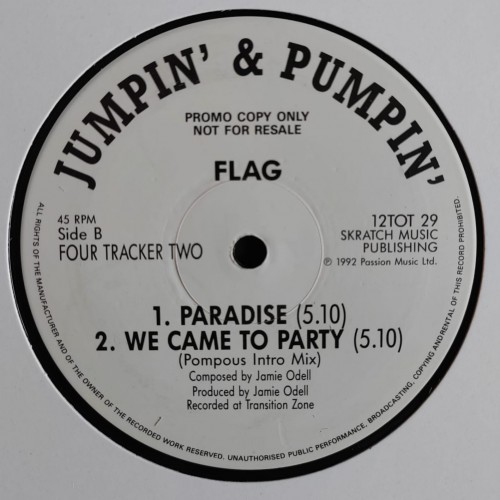 JUMPIN' & PUMPIN'
PROMO COPY ONLY
NOT FOR RESALE
FLAG
45 RPM
Side B
FOUR TRACKER TWO
12TOT 29
SKRATCH MUSIC
PUBLISHING
℗ 1992 Passion Music Ltd.
1. PARADISE (5.10)
2. WE CAME TO PARTY (5.10)
(Pompous Intro Mix)
Composed by Jamie Odell
Produced by Jamie Odell
Recorded at Transition Zone
ALL RIGHTS OF THE MANUFACTURER AND OF THE OWNER OF THE RECORDED WORK RESERVED. UNAUTHORISED PUBLIC PERFORMANCE, BROADCASTING, COPYING AND RENTAL OF THIS RECORD PROHIBITED.